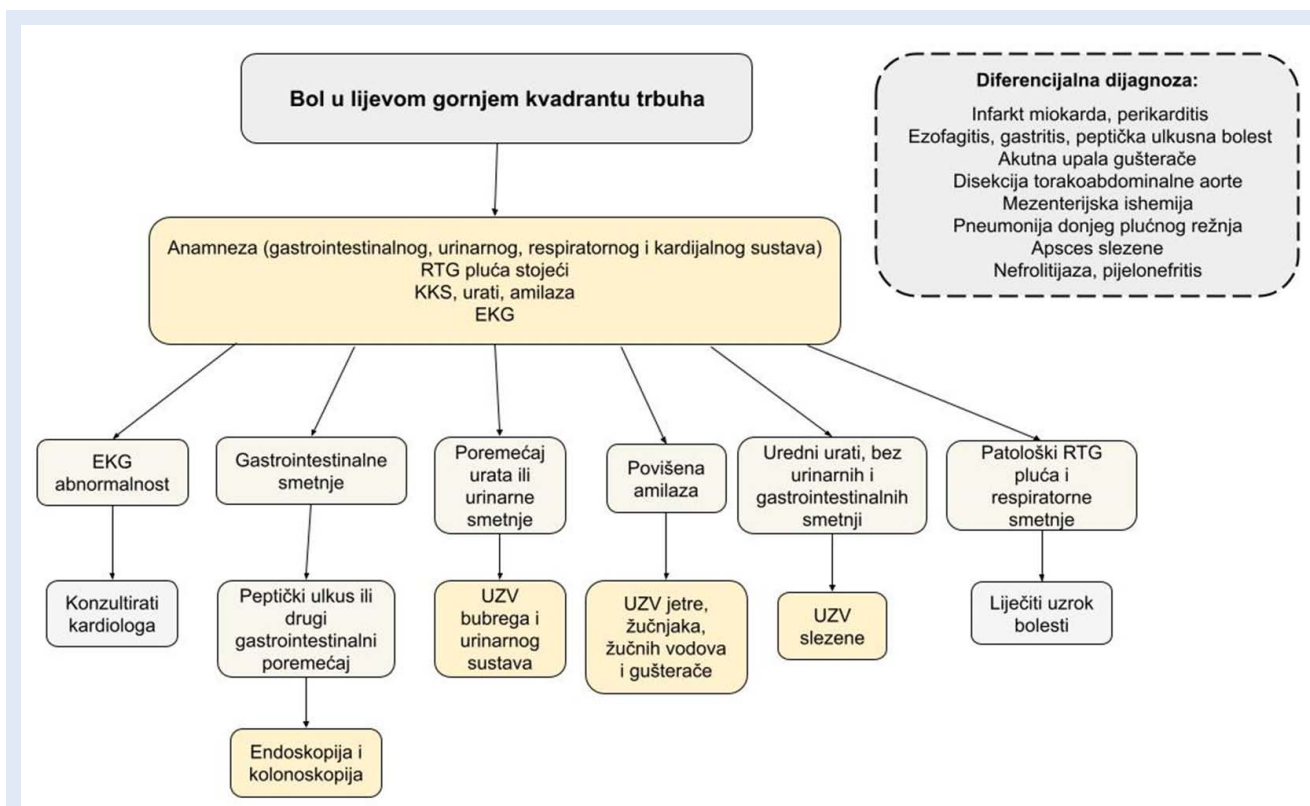 Bol u lijevom gornjem kvadrantu trbuha
Diferencijalna dijagnoza:
Infarkt miokarda, perikarditis
Ezofagitis, gastritis, peptička ulkusna bolest
Akutna upala gušterače
Disekcija torakoabdominalne aorte
Mezenterijska ishemija
Pneumonija donjeg plućnog režnja
Apsces slezene
Nefrolitijaza, pijelonefritis
Anamneza (gastrointestinalnog, urinarnog, respiratornog i kardijalnog sustava)
RTG pluća stojeći
KKS, urati, amilaza
EKG
EKG
abnormalnost
Gastrointestinalne
smetnje
Poremećaj
urata ili
urinarne
smetnje
Povišena
amilaza
Uredni urati, bez
urinarnih i
gastrointestinalnih
smetnji
Patološki RTG
pluća i
respiratorne
smetnje
Konzultirati
kardiologa
Peptički ulkus ili
drugi
gastrointestinalni
poremećaj
UZV
bubrega i
urinarnog
sustava
UZV jetre,
žučnjaka,
žučnih vodova
i gušterače
UZV
slezene
Liječiti uzrok
bolesti
Endoskopija i
kolonoskopija